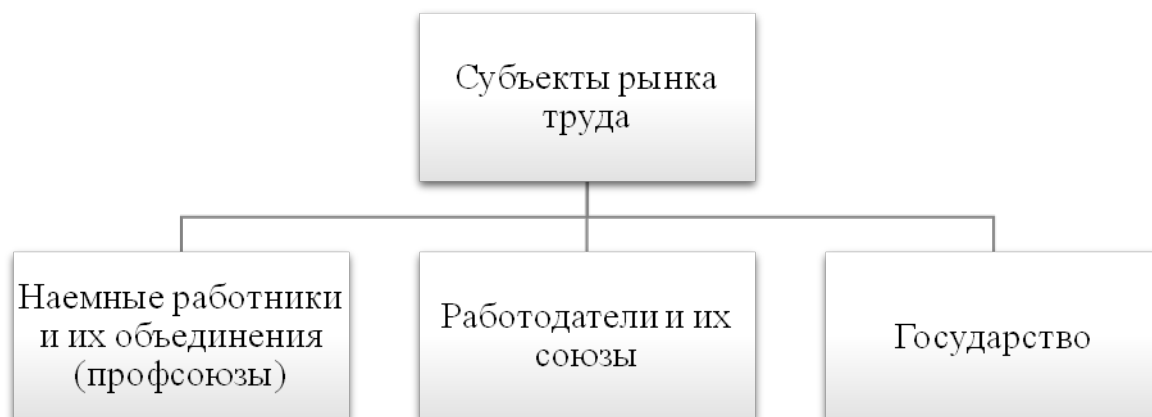 Субъекты рынка
труда
Наемные работники
и их объединения
(профсоюзы)
Работодатели и их
союзы
Государство